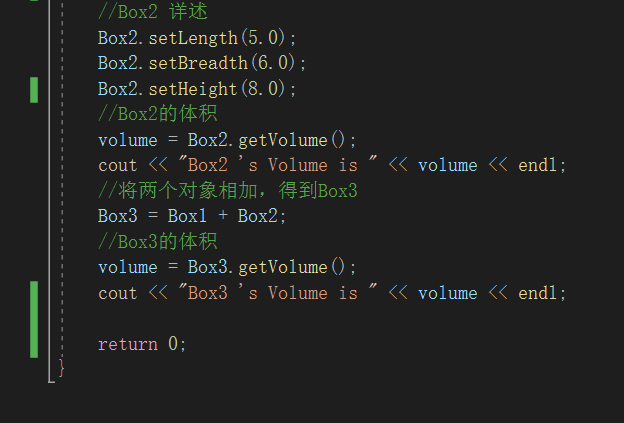 //Box2 详述
Box2.setLength(5.0);
Box2.setBreadth(6.0);
Box2.setHeight(8.0);
//Box2的体积
volume = Box2.getVolume();
cout << "Box2 's Volume is " << volume << endl;
//将两个对象相加，得到Box3
Box3 = Box1 + Box2;
//Box3的体积
volume = Box3.getVolume();
cout << "Box3 's Volume is " << volume << endl;
return 0;
}